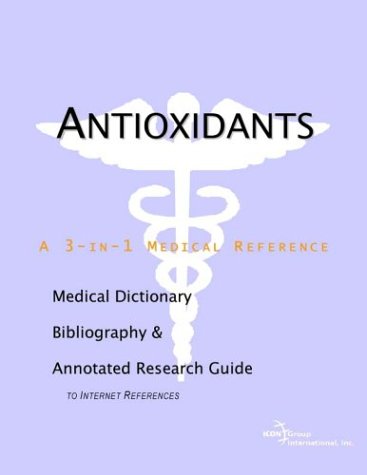 ANTIOXIDANTS
A 3-IN-1 MEDICAL REFERENCE
Medical Dictionary
Bibliography &
Annotated Research Guide
TO INTERNET REFERENCES
ICON Group
International, Inc.